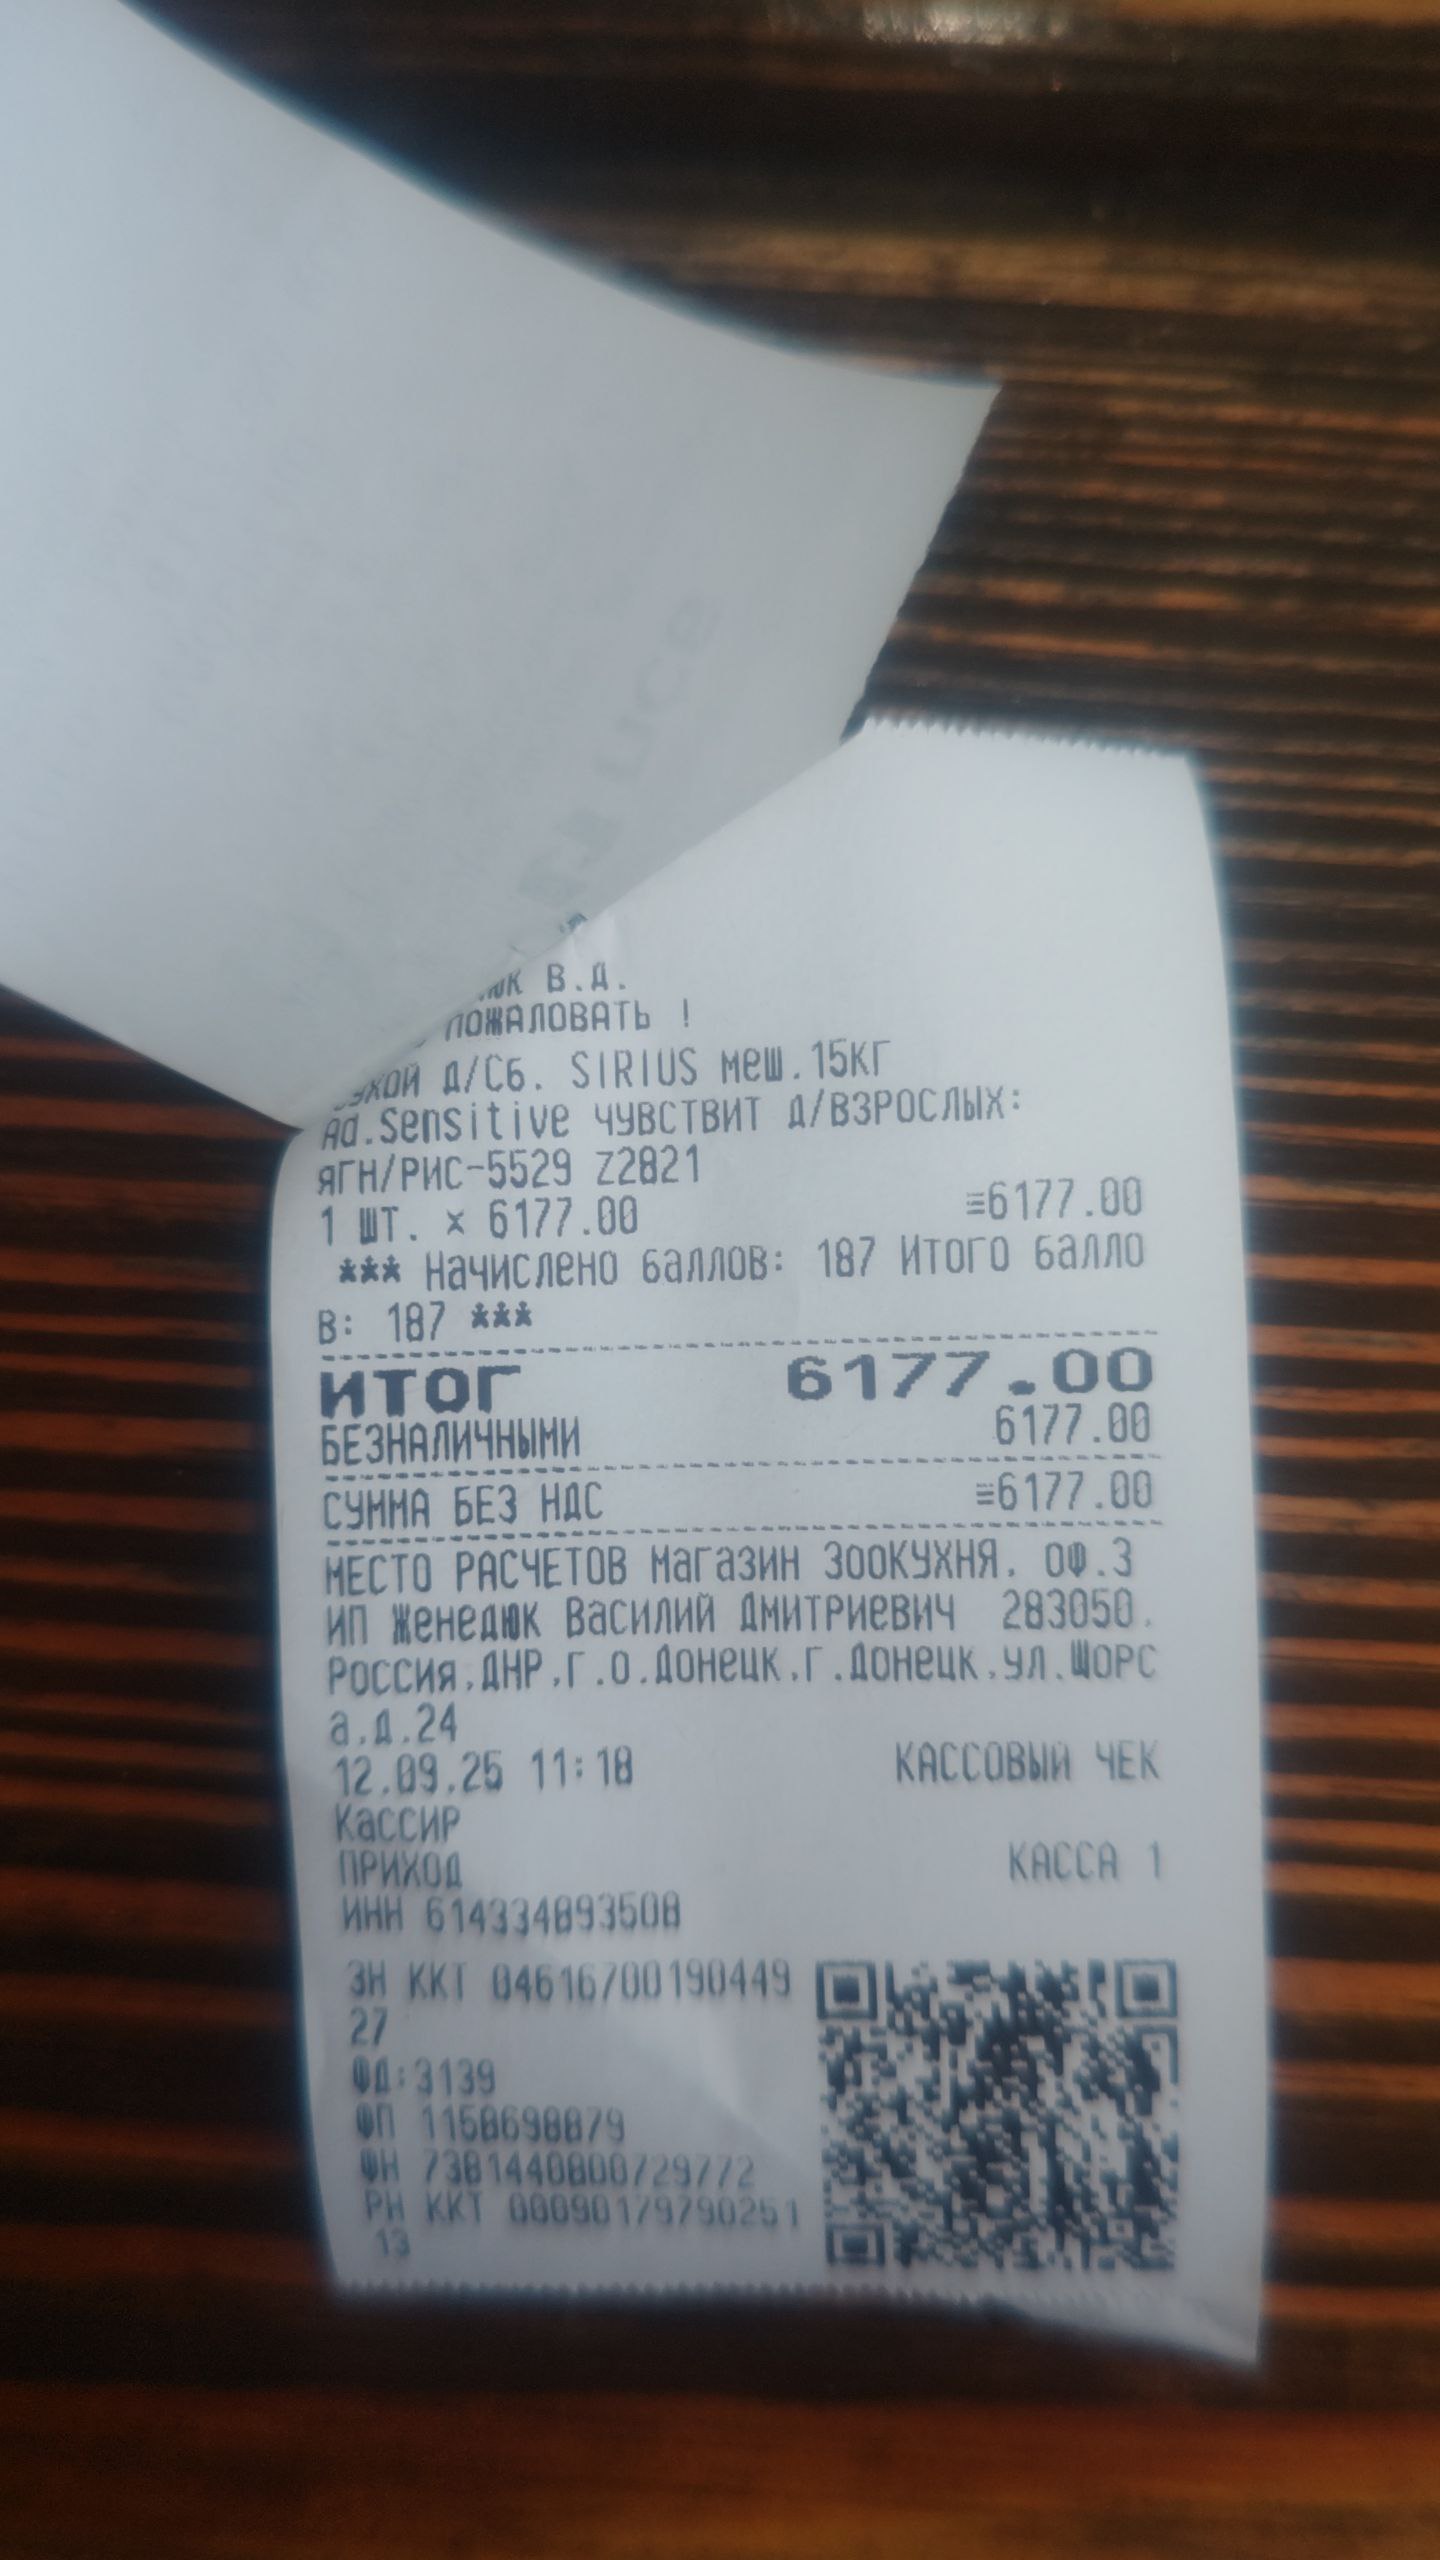 В.Д.
ПОЖАЛОВАТЬ !
Д/Сб. SIRIUS меш.15КГ
Ad.Sensitive ЧУВСТВИТ Д/ВЗРОСЛЫХ:
ЯГН/РИС-5529 Z2821
1 ШТ. x 6177.00 ≡6177.00
*** Начислено баллов: 187 Итого балло
в: 187 ***
ИТОГ 6177.00
БЕЗНАЛИЧНЫМИ 6177.00
СУММА БЕЗ НДС ≡6177.00
МЕСТО РАСЧЕТОВ Магазин ЗООКУХНЯ, ОФ.3
ИП Женедюк Василий Дмитриевич 283050,
РОССИЯ,ДНР,Г.О.Донецк,Г.Донецк,ул.Щорс
а,д.24
12.09.25 11:18 КАССОВЫЙ ЧЕК
Кассир
ПРИХОД КАССА 1
ИНН 614334893508
ЗН ККТ 04616700190449
27
ФД:3139
ФП 1158698879
ФН 7381440800729772
РН ККТ 00090179790251
13